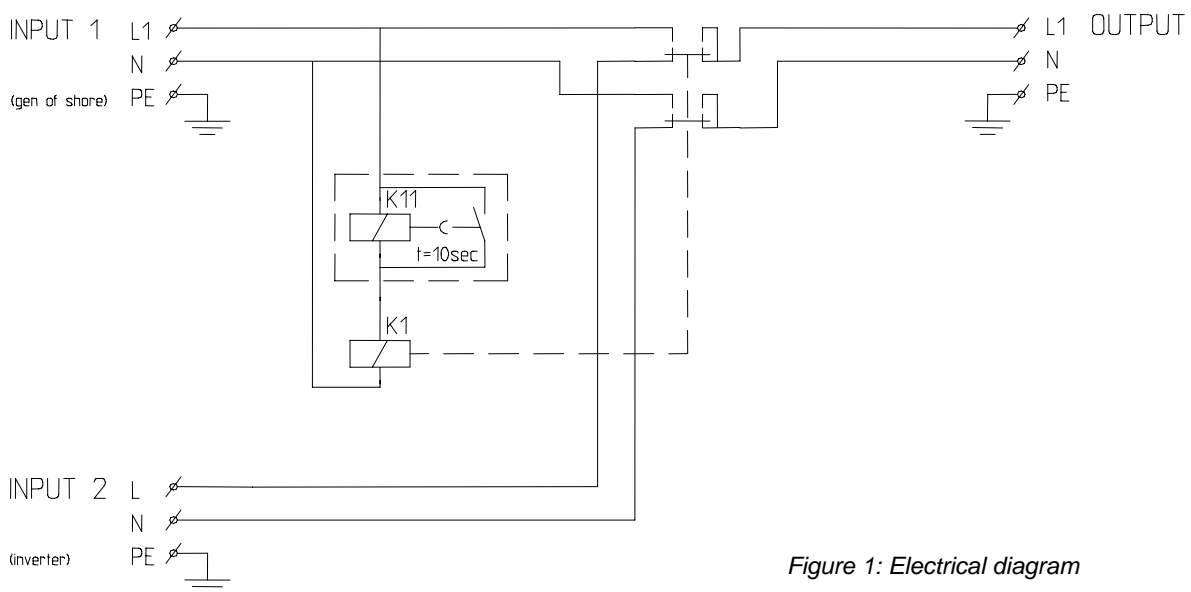 INPUT 1 L1
N
(gen of shore) PE
L1 OUTPUT
N
PE
K11
t=10sec
K1
INPUT 2 L
N
(inverter) PE
Figure 1: Electrical diagram